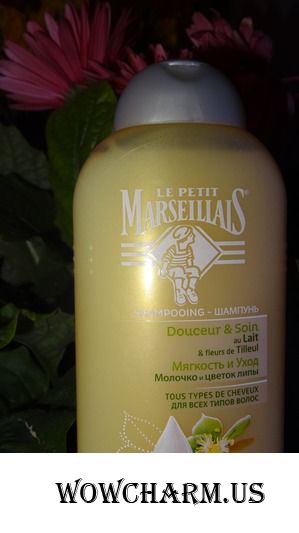 LE PETIT
MARSEILLAIS®
SHAMPOOING - ШАМПУНЬ
Douceur & Soin
au Lait
& fleurs de Tilleul
Мягкость и Уход
Молочко и цветок липы
TOUS TYPES DE CHEVEUX
ДЛЯ ВСЕХ ТИПОВ ВОЛОС
WOWCHARM.US